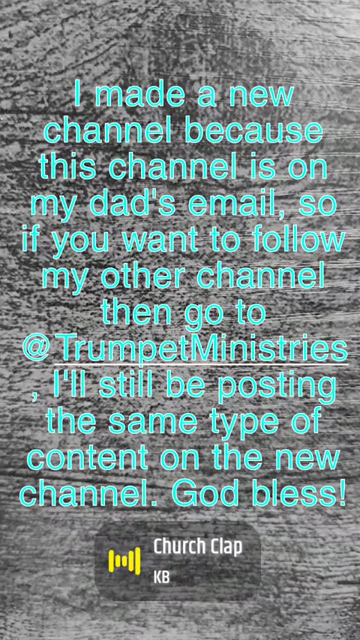 I made a new
channel because
this channel is on
my dad's email, so
if you want to follow
my other channel
then go to
@TrumpetMinistries
, I'll still be posting
the same type of
content on the new
channel. God bless!
Church Clap
KB